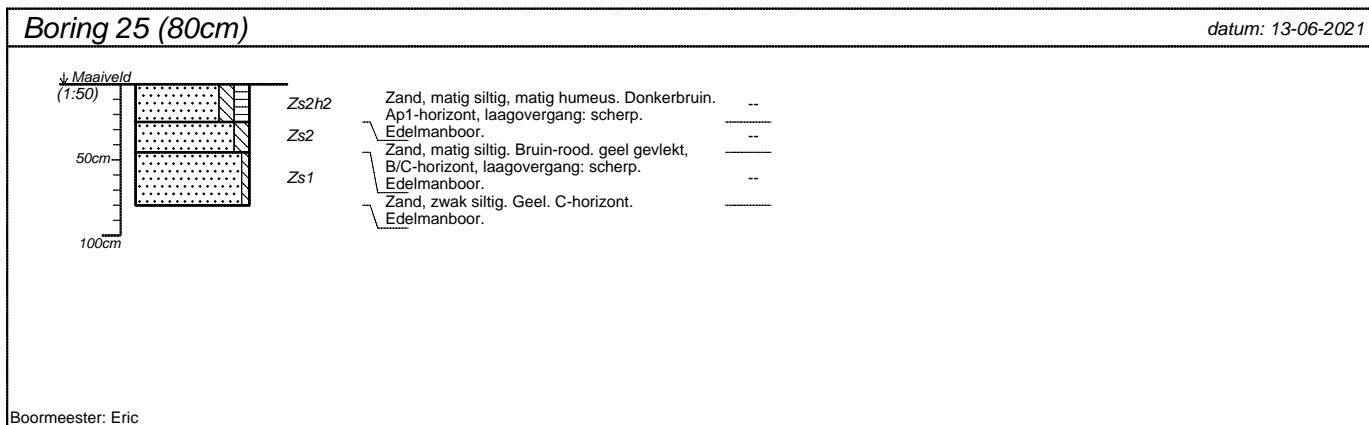 Boring 25 (80cm)
datum: 13-06-2021
Maaiveld
(1:50)
50cm
100cm
Zs2h2
Zs2
Zs1
Zand, matig siltig, matig humeus. Donkerbruin.
Ap1-horizont, laagovergang: scherp.
Edelmanboor.
Zand, matig siltig. Bruin-rood. geel gevlekt,
B/C-horizont, laagovergang: scherp.
Edelmanboor.
Zand, zwak siltig. Geel. C-horizont.
Edelmanboor.
--
--
--
Boormeester: Eric